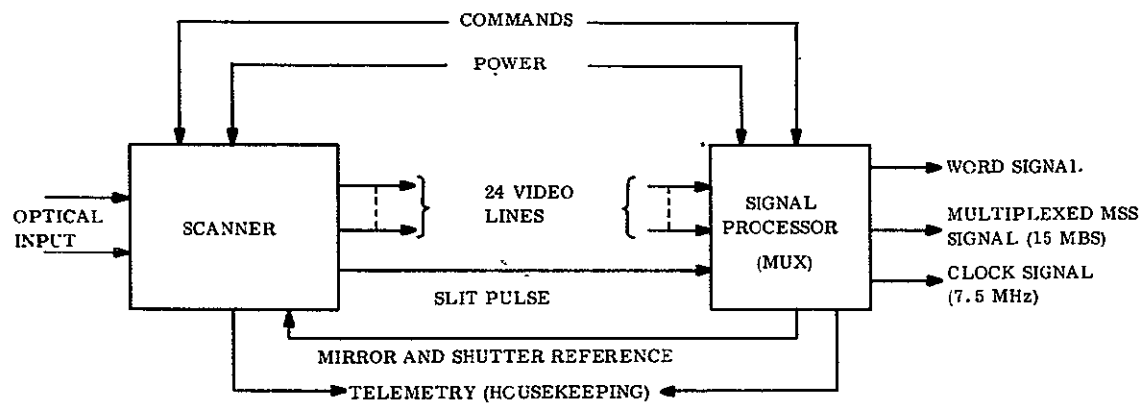 COMMANDS
POWER
OPTICAL
INPUT
SCANNER
24 VIDEO
LINES
SIGNAL
PROCESSOR
(MUX)
WORD SIGNAL
MULTIPLEXED MSS
SIGNAL (15 MBS)
CLOCK SIGNAL
(7.5 MHz)
SLIT PULSE
MIRROR AND SHUTTER REFERENCE
TELEMETRY (HOUSEKEEPING)